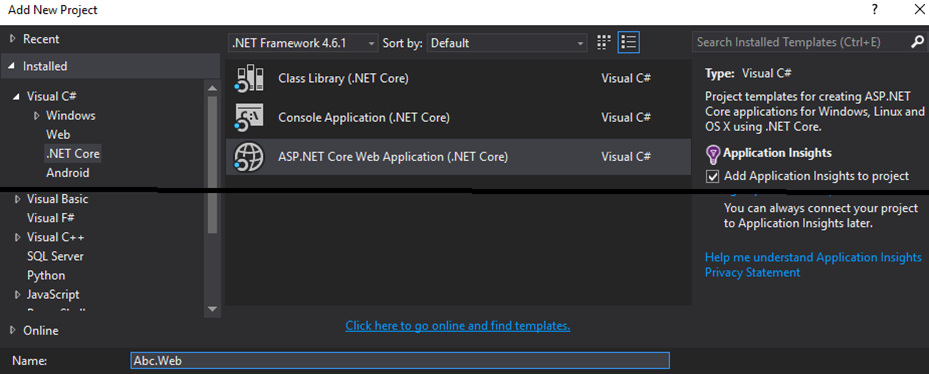 Add New Project
? ×
Recent
Installed
Visual C#
Windows
Web
.NET Core
Android
Visual Basic
Visual F#
Visual C++
SQL Server
Python
JavaScript
Online
.NET Framework 4.6.1
Sort by: Default
Class Library (.NET Core) Visual C#
Console Application (.NET Core) Visual C#
ASP.NET Core Web Application (.NET Core) Visual C#
Click here to go online and find templates.
Search Installed Templates (Ctrl+E)
Type: Visual C#
Project templates for creating ASP.NET
Core applications for Windows, Linux and
OS X using .NET Core.
Application Insights
Add Application Insights to project
You can always connect your project
to Application Insights later.
Help me understand Application Insights
Privacy Statement
Name: Abc.Web